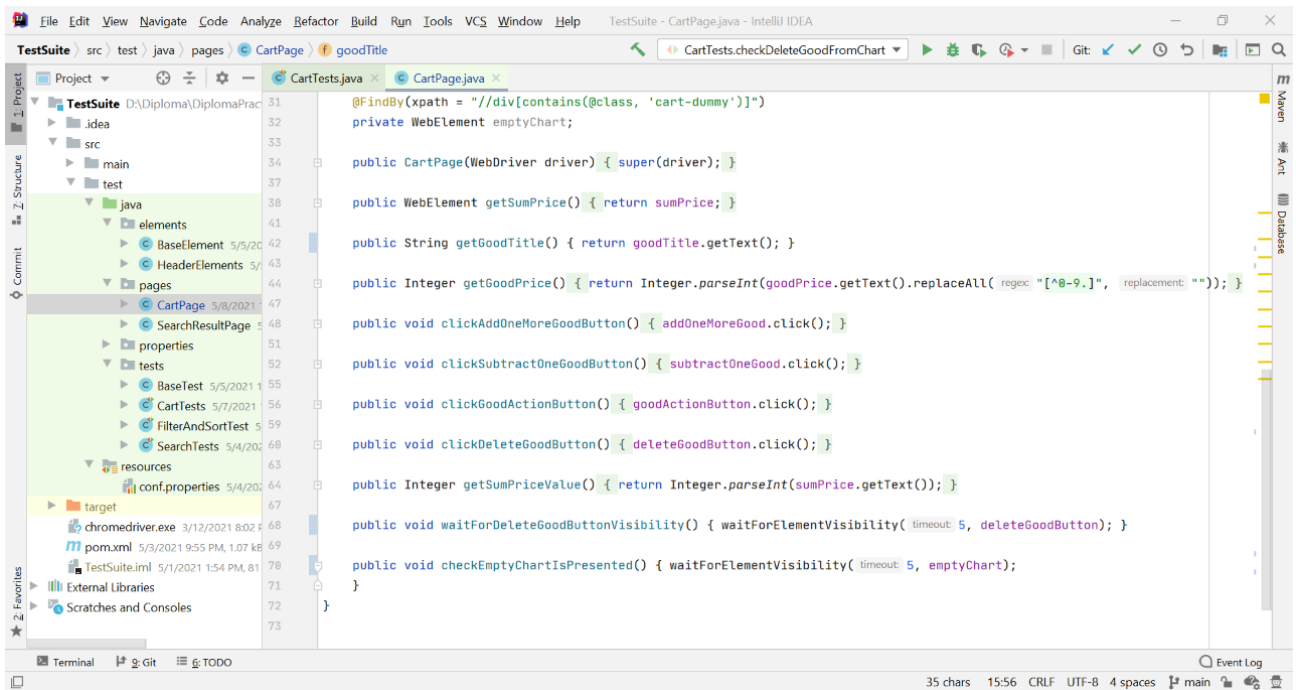 File Edit View Navigate Code Analyze Refactor Build Run Tools VCS Window Help TestSuite - CartPage.java - IntelliJ IDEA
TestSuite src test java pages CartPage goodTitle CartTests.checkDeleteGoodFromChart Git:
Project CartTests.java CartPage.java
1: Project
7: Structure
Commit
2: Favorites
TestSuite D:\Diploma\DiplomaPrac
.idea
src
main
test
java
elements
BaseElement 5/5/20
HeaderElements 5/
pages
CartPage 5/8/2021
SearchResultPage
properties
tests
BaseTest 5/5/2021 1
CartTests 5/7/2021
FilterAndSortTest
SearchTests 5/4/202
resources
conf.properties 5/4/202
target
chromedriver.exe 3/12/2021 8:02
pom.xml 5/3/2021 9:55 PM, 1.07 kB
TestSuite.iml 5/1/2021 1:54 PM, 81
External Libraries
Scratches and Consoles
31 @FindBy(xpath = "//div[contains(@class, 'cart-dummy')]")
32 private WebElement emptyChart;
33
34 public CartPage(WebDriver driver) { super(driver); }
37
38 public WebElement getSumPrice() { return sumPrice; }
41
42 public String getGoodTitle() { return goodTitle.getText(); }
43
44 public Integer getGoodPrice() { return Integer.parseInt(goodPrice.getText().replaceAll( regex: "[^0-9.]", replacement: "")); }
47
48 public void clickAddOneMoreGoodButton() { addOneMoreGood.click(); }
51
52 public void clickSubtractOneGoodButton() { subtractOneGood.click(); }
55
56 public void clickGoodActionButton() { goodActionButton.click(); }
59
60 public void clickDeleteGoodButton() { deleteGoodButton.click(); }
63
64 public Integer getSumPriceValue() { return Integer.parseInt(sumPrice.getText()); }
67
68 public void waitForDeleteGoodButtonVisibility() { waitForElementVisibility( timeout: 5, deleteGoodButton); }
69
70 public void checkEmptyChartIsPresented() { waitForElementVisibility( timeout: 5, emptyChart);
71 }
72 }
73
Maven
Ant
Database
Terminal 9: Git 6: TODO Event Log
35 chars 15:56 CRLF UTF-8 4 spaces main